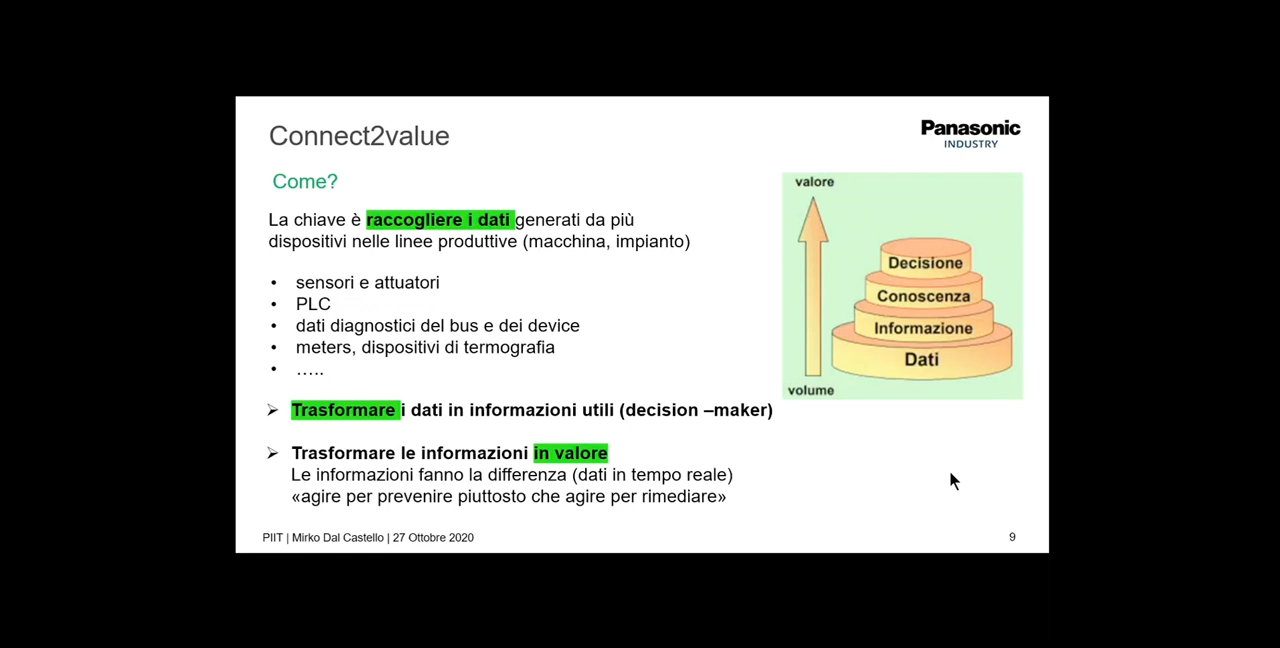 Connect2value
Panasonic
INDUSTRY
Come?
La chiave è raccogliere i dati generati da più
dispositivi nelle linee produttive (macchina, impianto)
• sensori e attuatori
• PLC
• dati diagnostici del bus e dei device
• meters, dispositivi di termografia
• …..
➢ Trasformare i dati in informazioni utili (decision –maker)
➢ Trasformare le informazioni in valore
Le informazioni fanno la differenza (dati in tempo reale)
«agire per prevenire piuttosto che agire per rimediare»
valore
Decisione
Conoscenza
Informazione
Dati
volume
PIIT | Mirko Dal Castello | 27 Ottobre 2020
9